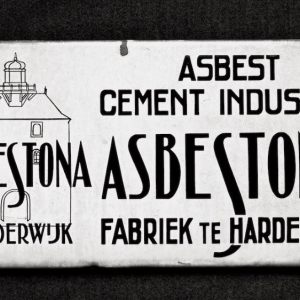 ASBEST
CEMENT INDUS
ESTONA
ASBESTO
DERWIJK
FABRIEK TE HARDE